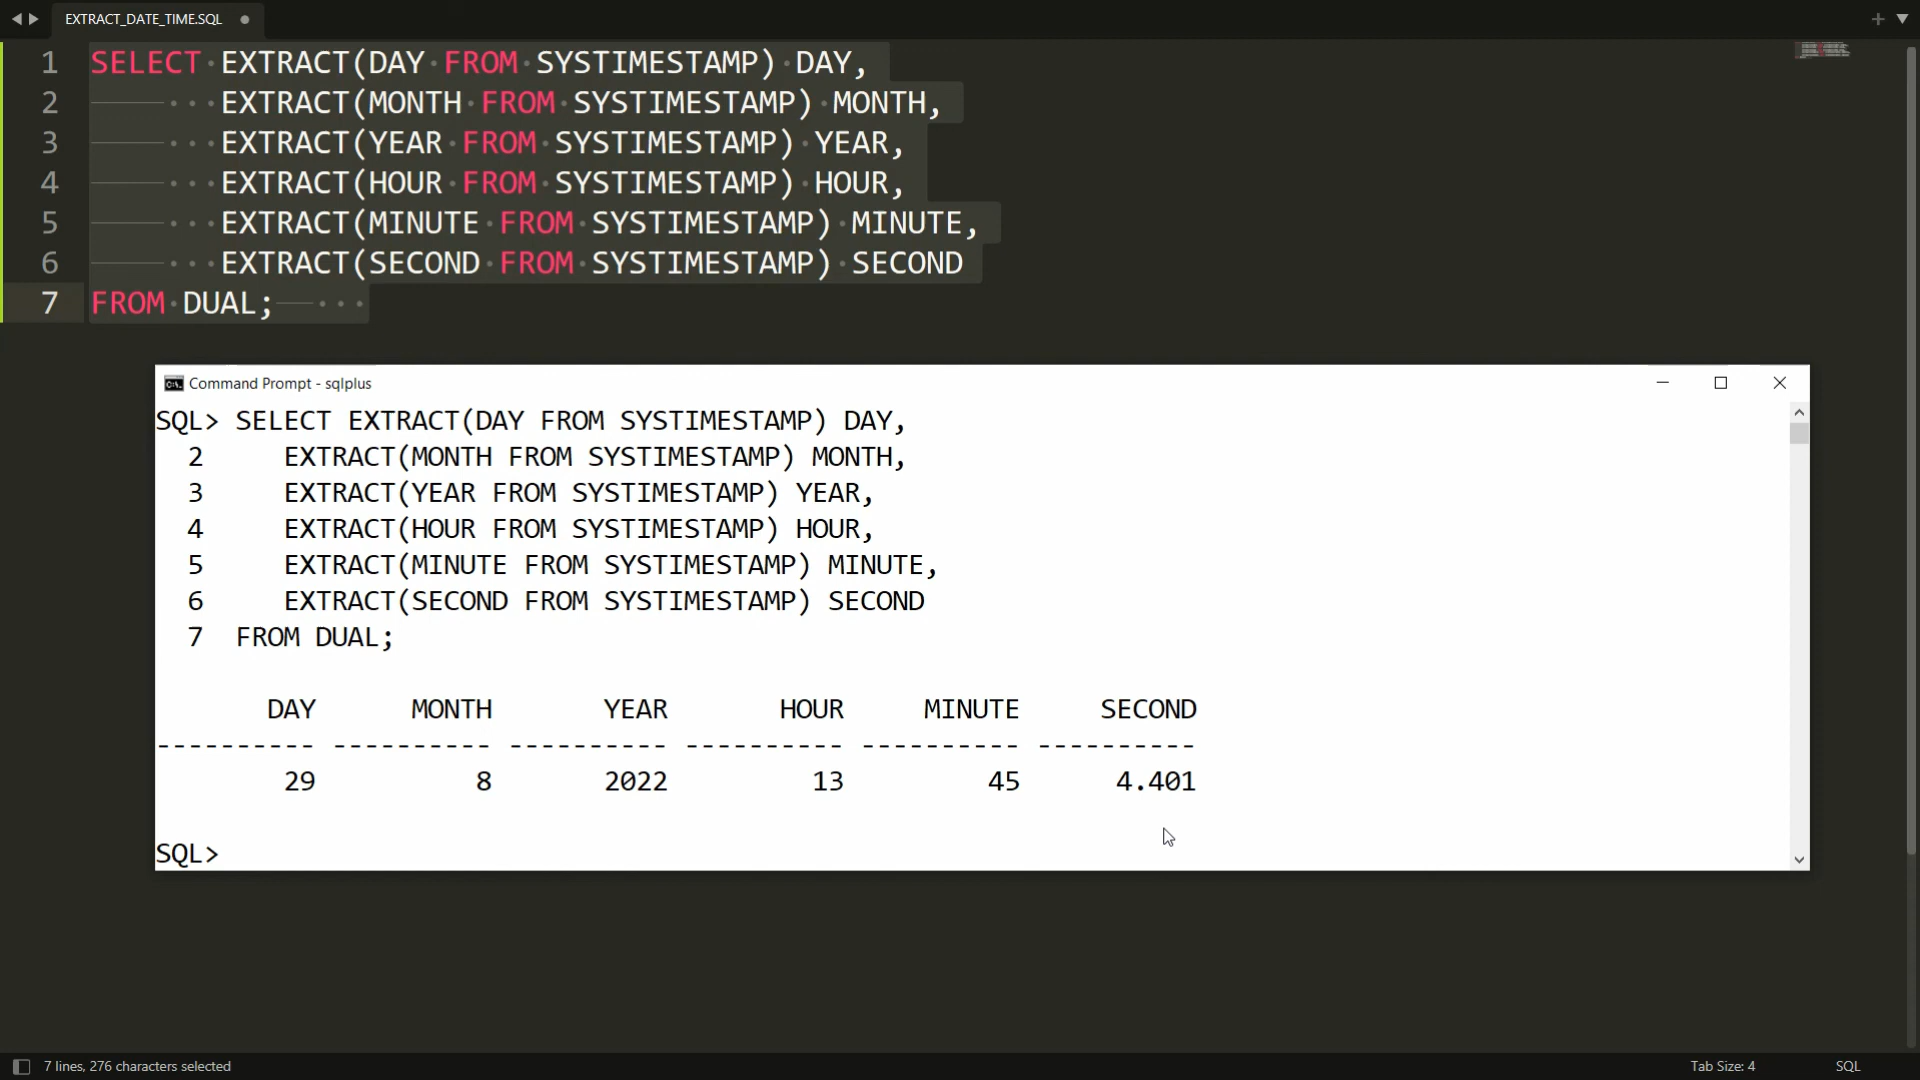 EXTRACT_DATE_TIME.SQL
1 SELECT EXTRACT(DAY FROM SYSTIMESTAMP) DAY,
2 EXTRACT(MONTH FROM SYSTIMESTAMP) MONTH,
3 EXTRACT(YEAR FROM SYSTIMESTAMP) YEAR,
4 EXTRACT(HOUR FROM SYSTIMESTAMP) HOUR,
5 EXTRACT(MINUTE FROM SYSTIMESTAMP) MINUTE,
6 EXTRACT(SECOND FROM SYSTIMESTAMP) SECOND
7 FROM DUAL;
Command Prompt - sqlplus
SQL> SELECT EXTRACT(DAY FROM SYSTIMESTAMP) DAY,
2 EXTRACT(MONTH FROM SYSTIMESTAMP) MONTH,
3 EXTRACT(YEAR FROM SYSTIMESTAMP) YEAR,
4 EXTRACT(HOUR FROM SYSTIMESTAMP) HOUR,
5 EXTRACT(MINUTE FROM SYSTIMESTAMP) MINUTE,
6 EXTRACT(SECOND FROM SYSTIMESTAMP) SECOND
7 FROM DUAL;
DAY MONTH YEAR HOUR MINUTE SECOND
---------- ---------- ---------- ---------- ---------- ----------
29 8 2022 13 45 4.401
SQL>
7 lines, 276 characters selected Tab Size: 4 SQL